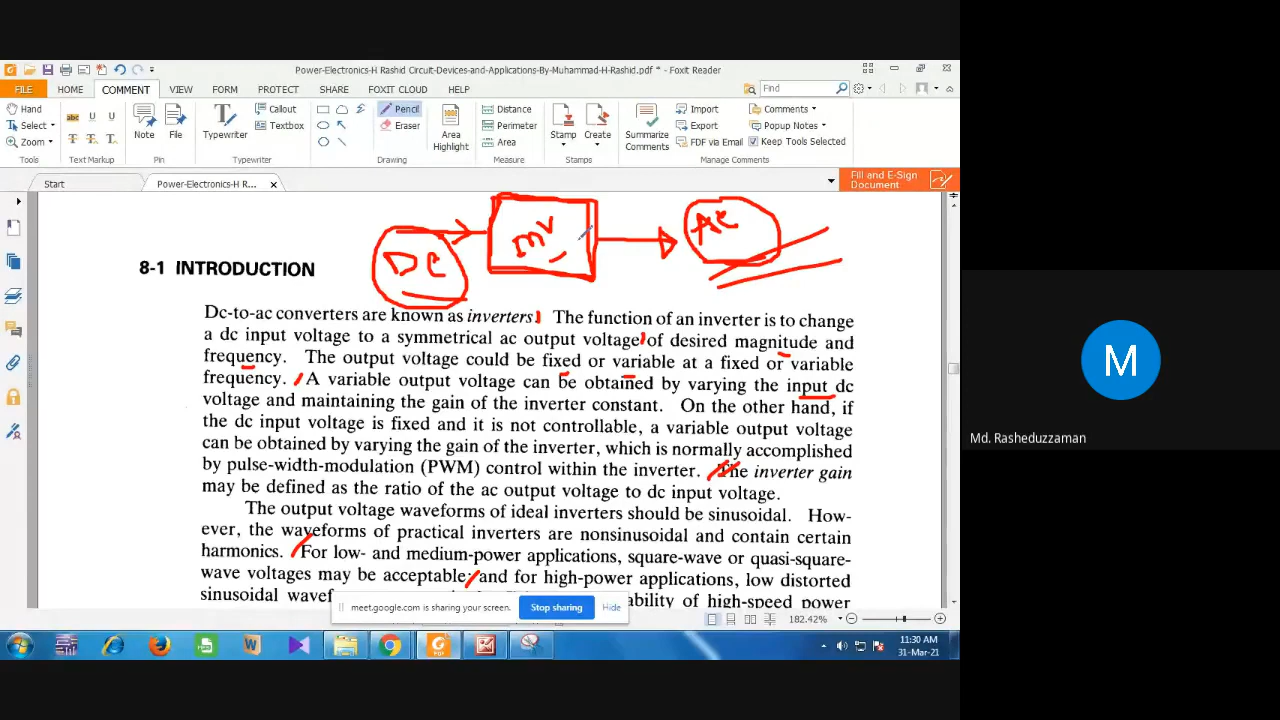 Power-Electronics-H Rashid Circuit-Devices-and-Applications-By-Muhammad-H-Rashid.pdf * - Foxit Reader
FILE HOME COMMENT VIEW FORM PROTECT SHARE FOXIT CLOUD HELP Find
Hand
Select
Zoom
Tools
Text Markup
Note
File
Pin
Typewriter
Callout
Textbox
Typewriter
Pencil
Eraser
Area
Highlight
Drawing
Distance
Perimeter
Area
Measure
Stamp
Create
Stamps
Summarize
Comments
Import
Export
FDF via Email
Comments
Popup Notes
Keep Tools Selected
Manage Comments
Start
Power-Electronics-H R...
Fill and E-Sign
Document
DC
AC
8-1 INTRODUCTION
Dc-to-ac converters are known as inverters. The function of an inverter is to change
a dc input voltage to a symmetrical ac output voltage of desired magnitude and
frequency. The output voltage could be fixed or variable at a fixed or variable
frequency. A variable output voltage can be obtained by varying the input dc
voltage and maintaining the gain of the inverter constant. On the other hand, if
the dc input voltage is fixed and it is not controllable, a variable output voltage
can be obtained by varying the gain of the inverter, which is normally accomplished
by pulse-width-modulation (PWM) control within the inverter. The inverter gain
may be defined as the ratio of the ac output voltage to dc input voltage.
The output voltage waveforms of ideal inverters should be sinusoidal. How-
ever, the waveforms of practical inverters are nonsinusoidal and contain certain
harmonics. For low- and medium-power applications, square-wave or quasi-square-
wave voltages may be acceptable; and for high-power applications, low distorted
sinusoidal ability of high-speed power
meet.google.com is sharing your screen. Stop sharing Hide
182.42%
11:30 AM
31-Mar-21
M
Md. Rasheduzzaman